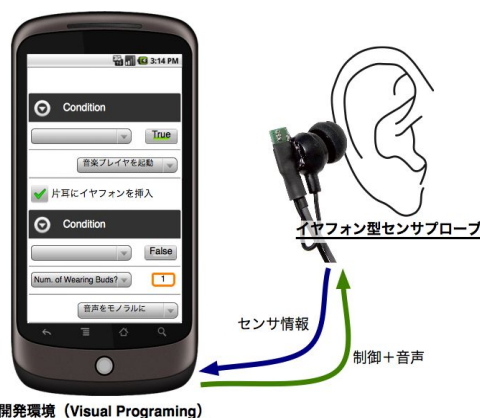 3:14 PM
Condition
True
音楽プレイヤを起動
片耳にイヤフォンを挿入
Condition
False
Num. of Wearing Buds?
1
音声をモノラルに
イヤフォン型センサプローブ
センサ情報
制御＋音声
開発環境（Visual Programing）